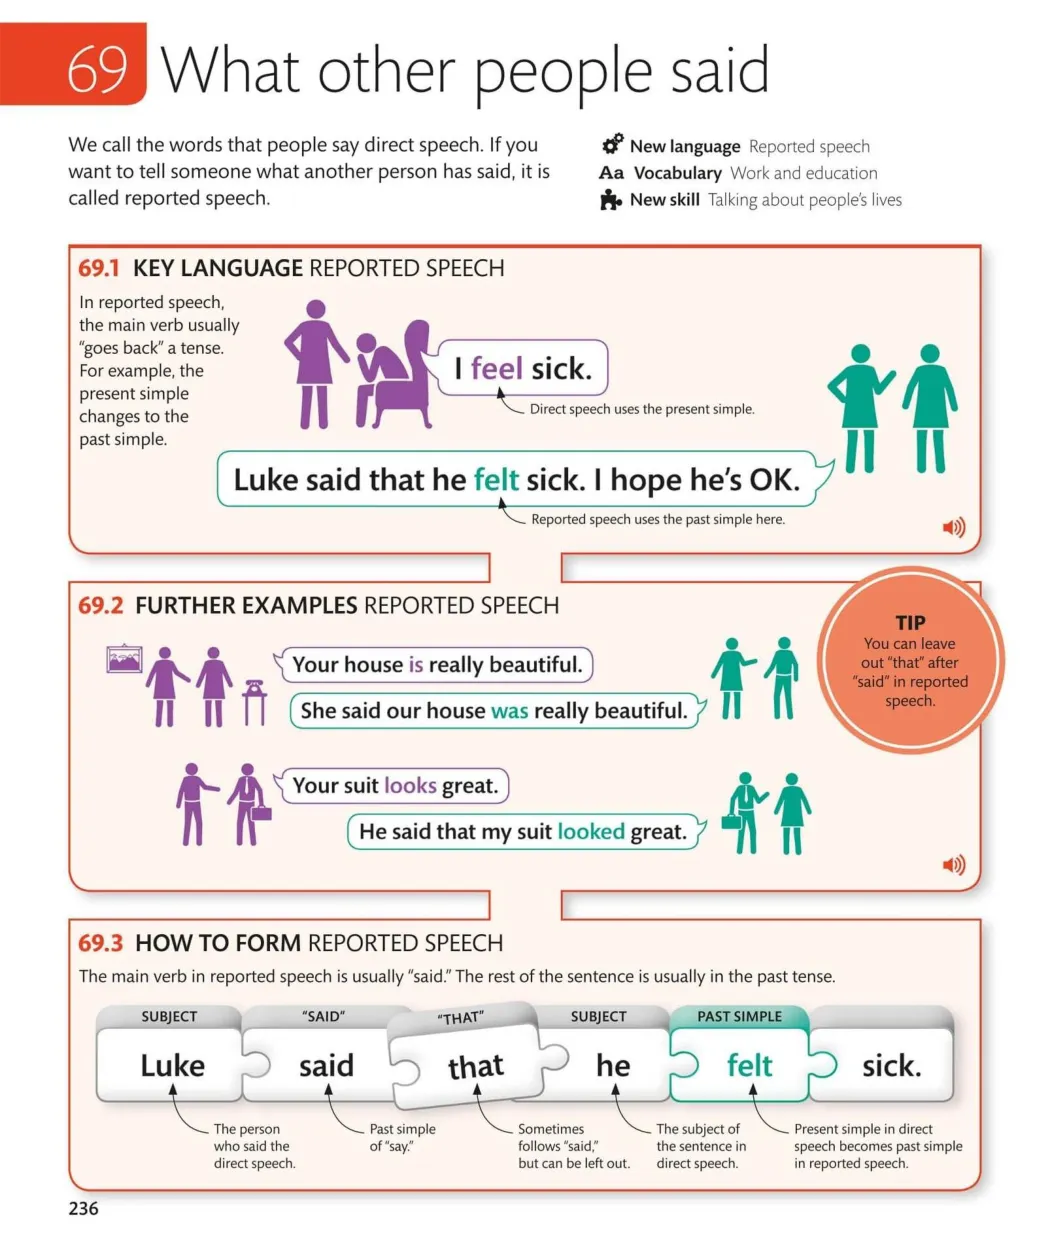 69 What other people said
We call the words that people say direct speech. If you
want to tell someone what another person has said, it is
called reported speech.
New language Reported speech
Aa Vocabulary Work and education
New skill Talking about people's lives
69.1 KEY LANGUAGE REPORTED SPEECH
In reported speech,
the main verb usually
"goes back" a tense.
For example, the
present simple
changes to the
past simple.
I feel sick.
Direct speech uses the present simple.
Luke said that he felt sick. I hope he's OK.
Reported speech uses the past simple here.
69.2 FURTHER EXAMPLES REPORTED SPEECH
Your house is really beautiful.
She said our house was really beautiful.
Your suit looks great.
He said that my suit looked great.
TIP
You can leave
out "that" after
"said" in reported
speech.
69.3 HOW TO FORM REPORTED SPEECH
The main verb in reported speech is usually "said." The rest of the sentence is usually in the past tense.
SUBJECT "SAID" "THAT" SUBJECT PAST SIMPLE
Luke said that he felt sick.
The person
who said the
direct speech.
Past simple
of "say."
Sometimes
follows "said,"
but can be left out.
The subject of
the sentence in
direct speech.
Present simple in direct
speech becomes past simple
in reported speech.
236